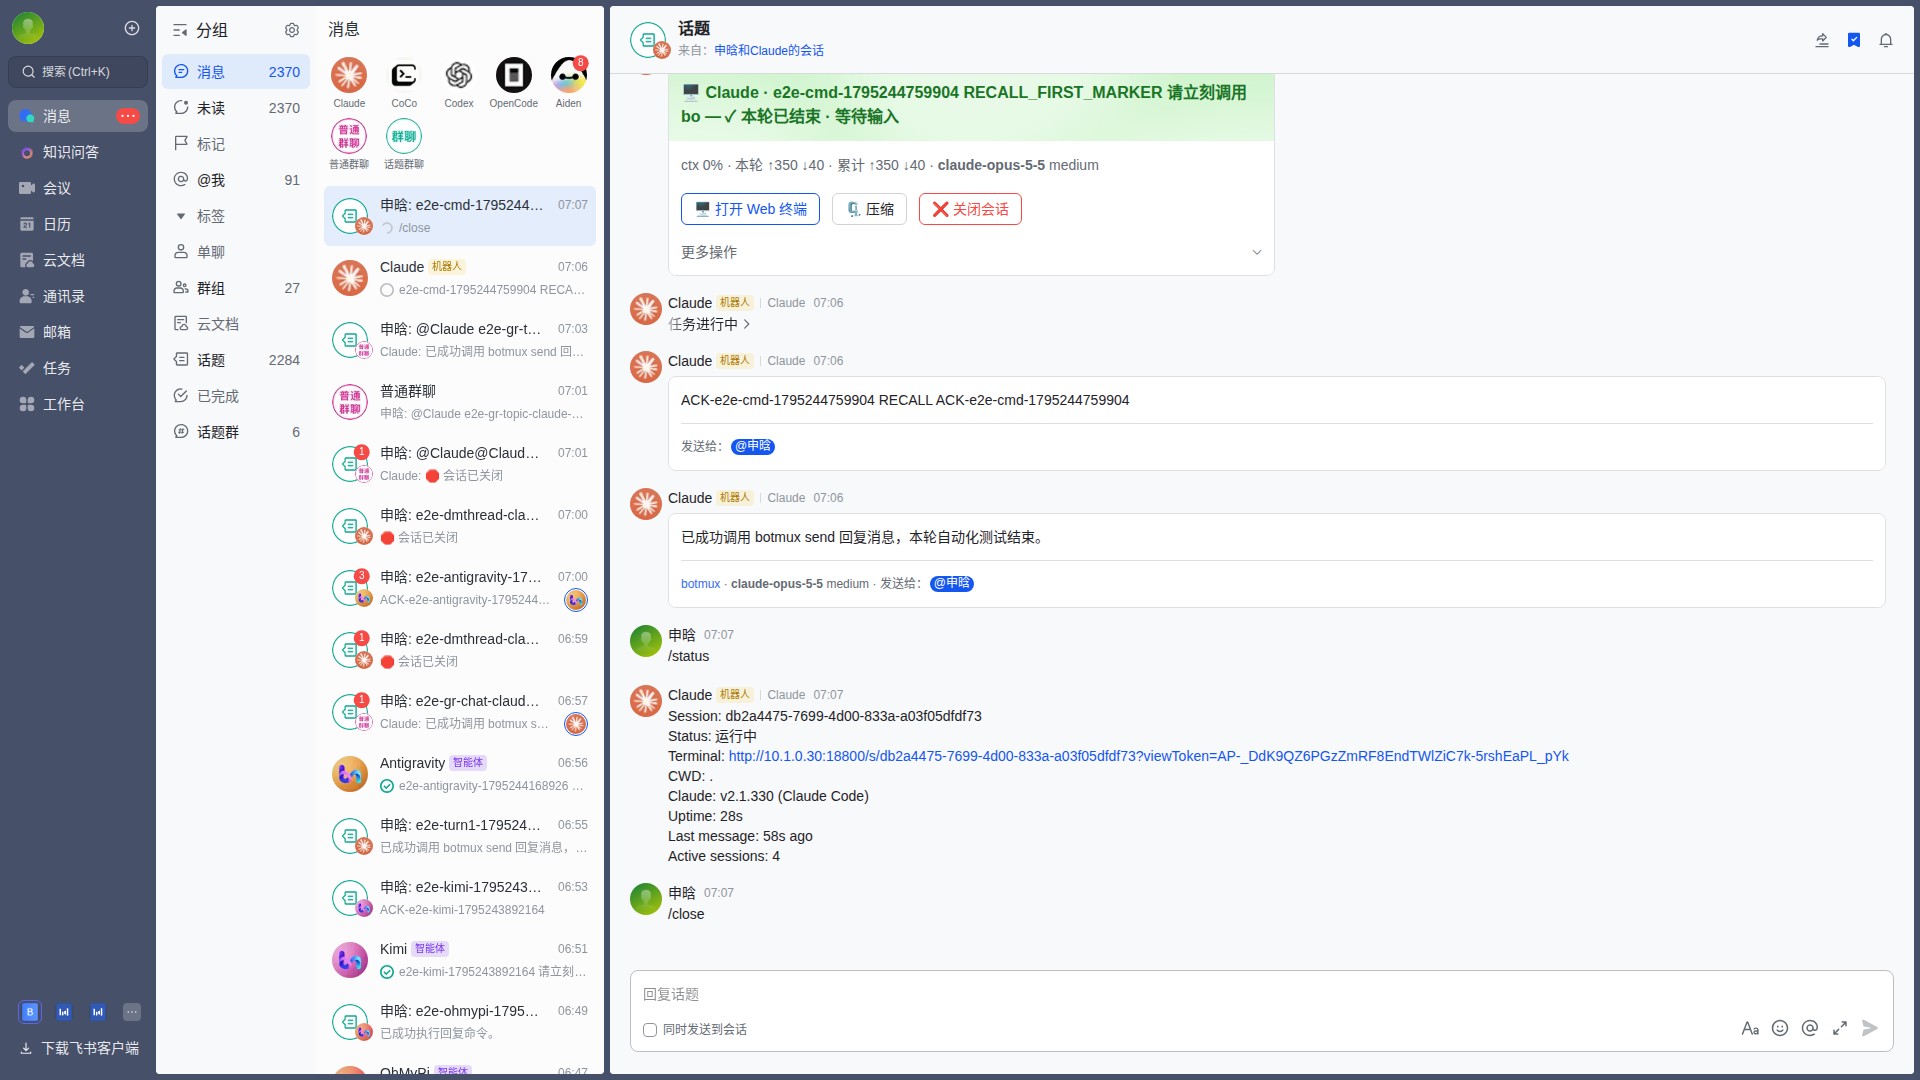 搜索 (Ctrl+K)
消息
知识问答
会议
日历
云文档
通讯录
邮箱
任务
工作台
下载飞书客户端
分组
消息 2370
未读 2370
标记
@我 91
标签
单聊
群组 27
云文档
话题 2284
已完成
话题群 6
消息
Claude
CoCo
Codex
OpenCode
8
Aiden
普通群聊
普通群聊
群聊
话题群聊
申晗: e2e-cmd-1795244... 07:07
/close
Claude 机器人 07:06
e2e-cmd-1795244759904 RECA...
申晗: @Claude e2e-gr-t... 07:03
Claude: 已成功调用 botmux send 回...
普通群聊 07:01
申晗: @Claude e2e-gr-topic-claude-...
1
申晗: @Claude@Claud... 07:01
Claude: 🛑 会话已关闭
申晗: e2e-dmthread-cla... 07:00
🛑 会话已关闭
3
申晗: e2e-antigravity-17... 07:00
ACK-e2e-antigravity-1795244...
1
申晗: e2e-dmthread-cla... 06:59
🛑 会话已关闭
1
申晗: e2e-gr-chat-claud... 06:57
Claude: 已成功调用 botmux s...
Antigravity 智能体 06:56
e2e-antigravity-1795244168926 ...
申晗: e2e-turn1-179524... 06:55
已成功调用 botmux send 回复消息，...
申晗: e2e-kimi-1795243... 06:53
ACK-e2e-kimi-1795243892164
Kimi 智能体 06:51
e2e-kimi-1795243892164 请立刻...
申晗: e2e-ohmypi-1795... 06:49
已成功执行回复命令。
OhMyPi 智能体 06:47
话题
来自：申晗和Claude的会话
🖥️ Claude · e2e-cmd-1795244759904 RECALL_FIRST_MARKER 请立刻调用
bo — ✓ 本轮已结束 · 等待输入
ctx 0% · 本轮 ↑350 ↓40 · 累计 ↑350 ↓40 · claude-opus-5-5 medium
🖥️ 打开 Web 终端
🗜️ 压缩
❌ 关闭会话
更多操作
Claude 机器人 | Claude 07:06
任务进行中
Claude 机器人 | Claude 07:06
ACK-e2e-cmd-1795244759904 RECALL ACK-e2e-cmd-1795244759904
发送给：@申晗
Claude 机器人 | Claude 07:06
已成功调用 botmux send 回复消息，本轮自动化测试结束。
botmux · claude-opus-5-5 medium · 发送给：@申晗
申晗 07:07
/status
Claude 机器人 | Claude 07:07
Session: db2a4475-7699-4d00-833a-a03f05dfdf73
Status: 运行中
Terminal: http://10.1.0.30:18800/s/db2a4475-7699-4d00-833a-a03f05dfdf73?viewToken=AP-_DdK9QZ6PGzZmRF8EndTWlZiC7k-5rshEaPL_pYk
CWD: .
Claude: v2.1.330 (Claude Code)
Uptime: 28s
Last message: 58s ago
Active sessions: 4
申晗 07:07
/close
回复话题
同时发送到会话